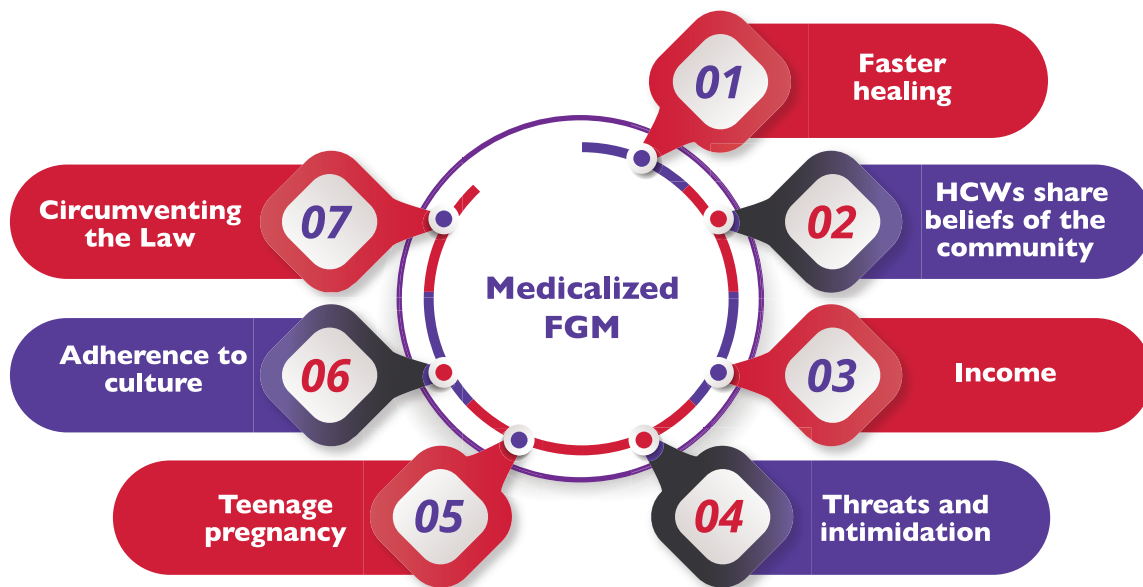 Medicalized
FGM
01
Faster
healing
02
HCWs share
beliefs of the
community
03
Income
04
Threats and
intimidation
05
Teenage
pregnancy
06
Adherence to
culture
07
Circumventing
the Law